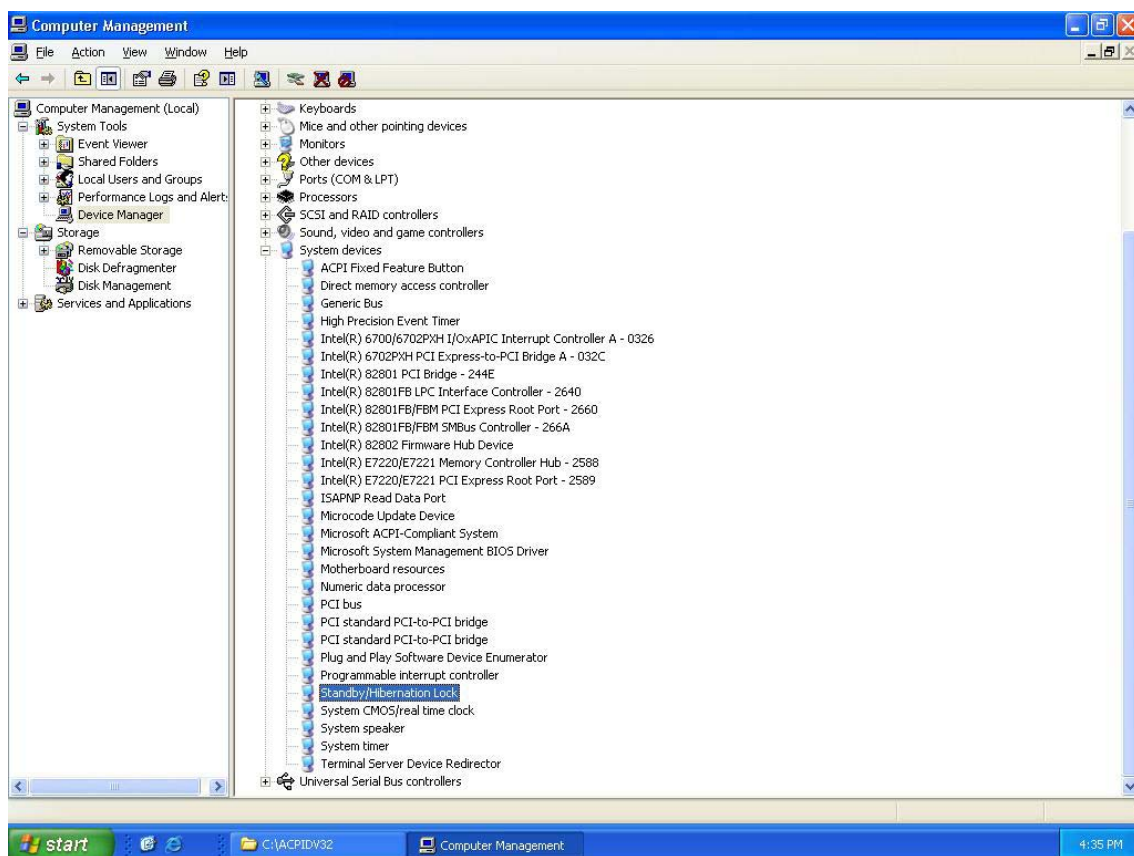 Computer Management
File Action View Window Help
Computer Management (Local)
System Tools
Event Viewer
Shared Folders
Local Users and Groups
Performance Logs and Alert
Device Manager
Storage
Removable Storage
Disk Defragmenter
Disk Management
Services and Applications
Keyboards
Mice and other pointing devices
Monitors
Other devices
Ports (COM & LPT)
Processors
SCSI and RAID controllers
Sound, video and game controllers
System devices
ACPI Fixed Feature Button
Direct memory access controller
Generic Bus
High Precision Event Timer
Intel(R) 6700/6702PXH I/OxAPIC Interrupt Controller A - 0326
Intel(R) 6702PXH PCI Express-to-PCI Bridge A - 032C
Intel(R) 82801 PCI Bridge - 244E
Intel(R) 82801FB LPC Interface Controller - 2640
Intel(R) 82801FB/FBM PCI Express Root Port - 2660
Intel(R) 82801FB/FBM SMBus Controller - 266A
Intel(R) 82802 Firmware Hub Device
Intel(R) E7220/E7221 Memory Controller Hub - 2588
Intel(R) E7220/E7221 PCI Express Root Port - 2589
ISAPNP Read Data Port
Microcode Update Device
Microsoft ACPI-Compliant System
Microsoft System Management BIOS Driver
Motherboard resources
Numeric data processor
PCI bus
PCI standard PCI-to-PCI bridge
PCI standard PCI-to-PCI bridge
Plug and Play Software Device Enumerator
Programmable interrupt controller
Standby/Hibernation Lock
System CMOS/real time clock
System speaker
System timer
Terminal Server Device Redirector
Universal Serial Bus controllers
start C:\ACPIDV32 Computer Management 4:35 PM